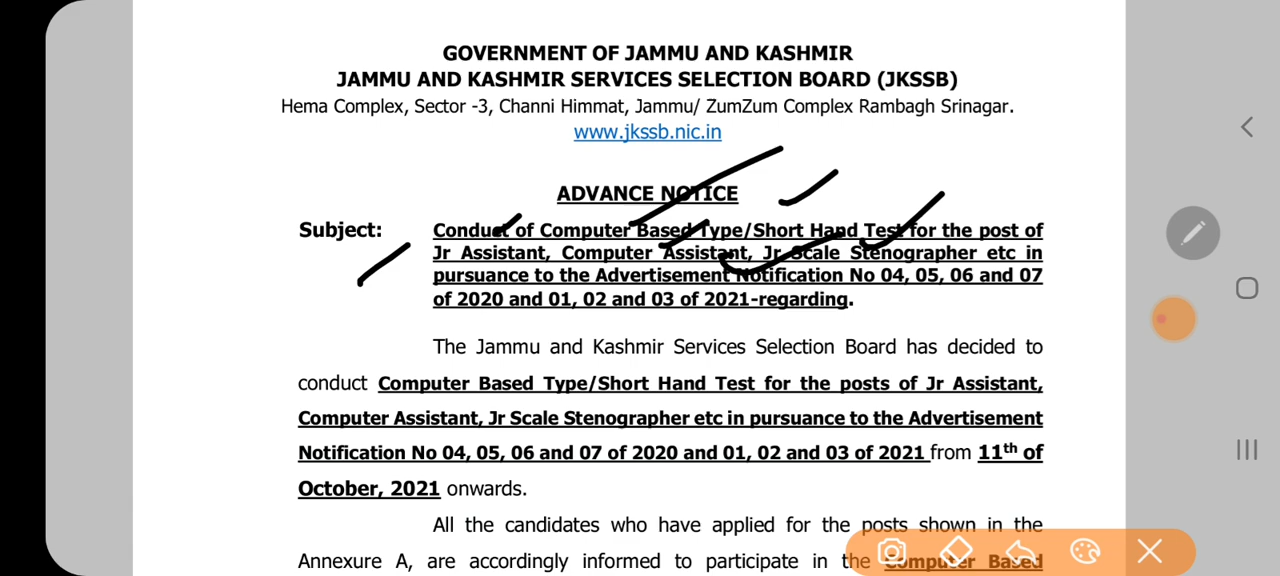 GOVERNMENT OF JAMMU AND KASHMIR
JAMMU AND KASHMIR SERVICES SELECTION BOARD (JKSSB)
Hema Complex, Sector -3, Channi Himmat, Jammu/ ZumZum Complex Rambagh Srinagar.
www.jkssb.nic.in
ADVANCE NOTICE
Subject: Conduct of Computer Based Type/Short Hand Test for the post of
Jr Assistant, Computer Assistant, Jr Scale Stenographer etc in
pursuance to the Advertisement Notification No 04, 05, 06 and 07
of 2020 and 01, 02 and 03 of 2021-regarding.
The Jammu and Kashmir Services Selection Board has decided to
conduct Computer Based Type/Short Hand Test for the posts of Jr Assistant,
Computer Assistant, Jr Scale Stenographer etc in pursuance to the Advertisement
Notification No 04, 05, 06 and 07 of 2020 and 01, 02 and 03 of 2021 from 11th of
October, 2021 onwards.
All the candidates who have applied for the posts shown in the
Annexure A, are accordingly informed to participate in the Computer Based